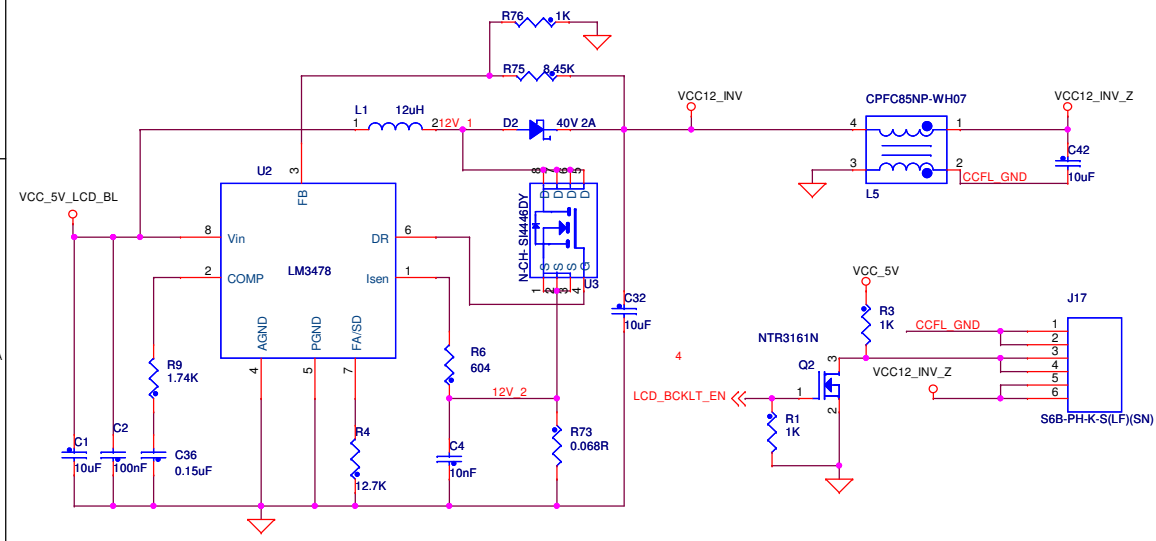 R76 1K
R75 8.45K
L1 12uH
1 2 12V_1 D2 40V 2A
VCC12_INV
CPFC85NP-WH07
VCC12_INV_Z
4 1
3 2
CCFL_GND
L5
C42
10uF
VCC_5V_LCD_BL
U2
3
FB
8 Vin
2 COMP
LM3478
DR 6
Isen 1
AGND
PGND
FA/SD
4 5 7
8 7 6 5
D D D D
N-CH- SI4446DY
S S S G
1 2 3 4
U3
C32
10uF
R9
1.74K
R6
604
12V_2
C1
10uF
C2
100nF
C36
0.15uF
R4
12.7K
C4
10nF
R73
0.068R
4
VCC_5V
R3
1K
NTR3161N
Q2
3
1
2
LCD_BCKLT_EN
R1
1K
CCFL_GND
VCC12_INV_Z
J17
1
2
3
4
5
6
S6B-PH-K-S(LF)(SN)